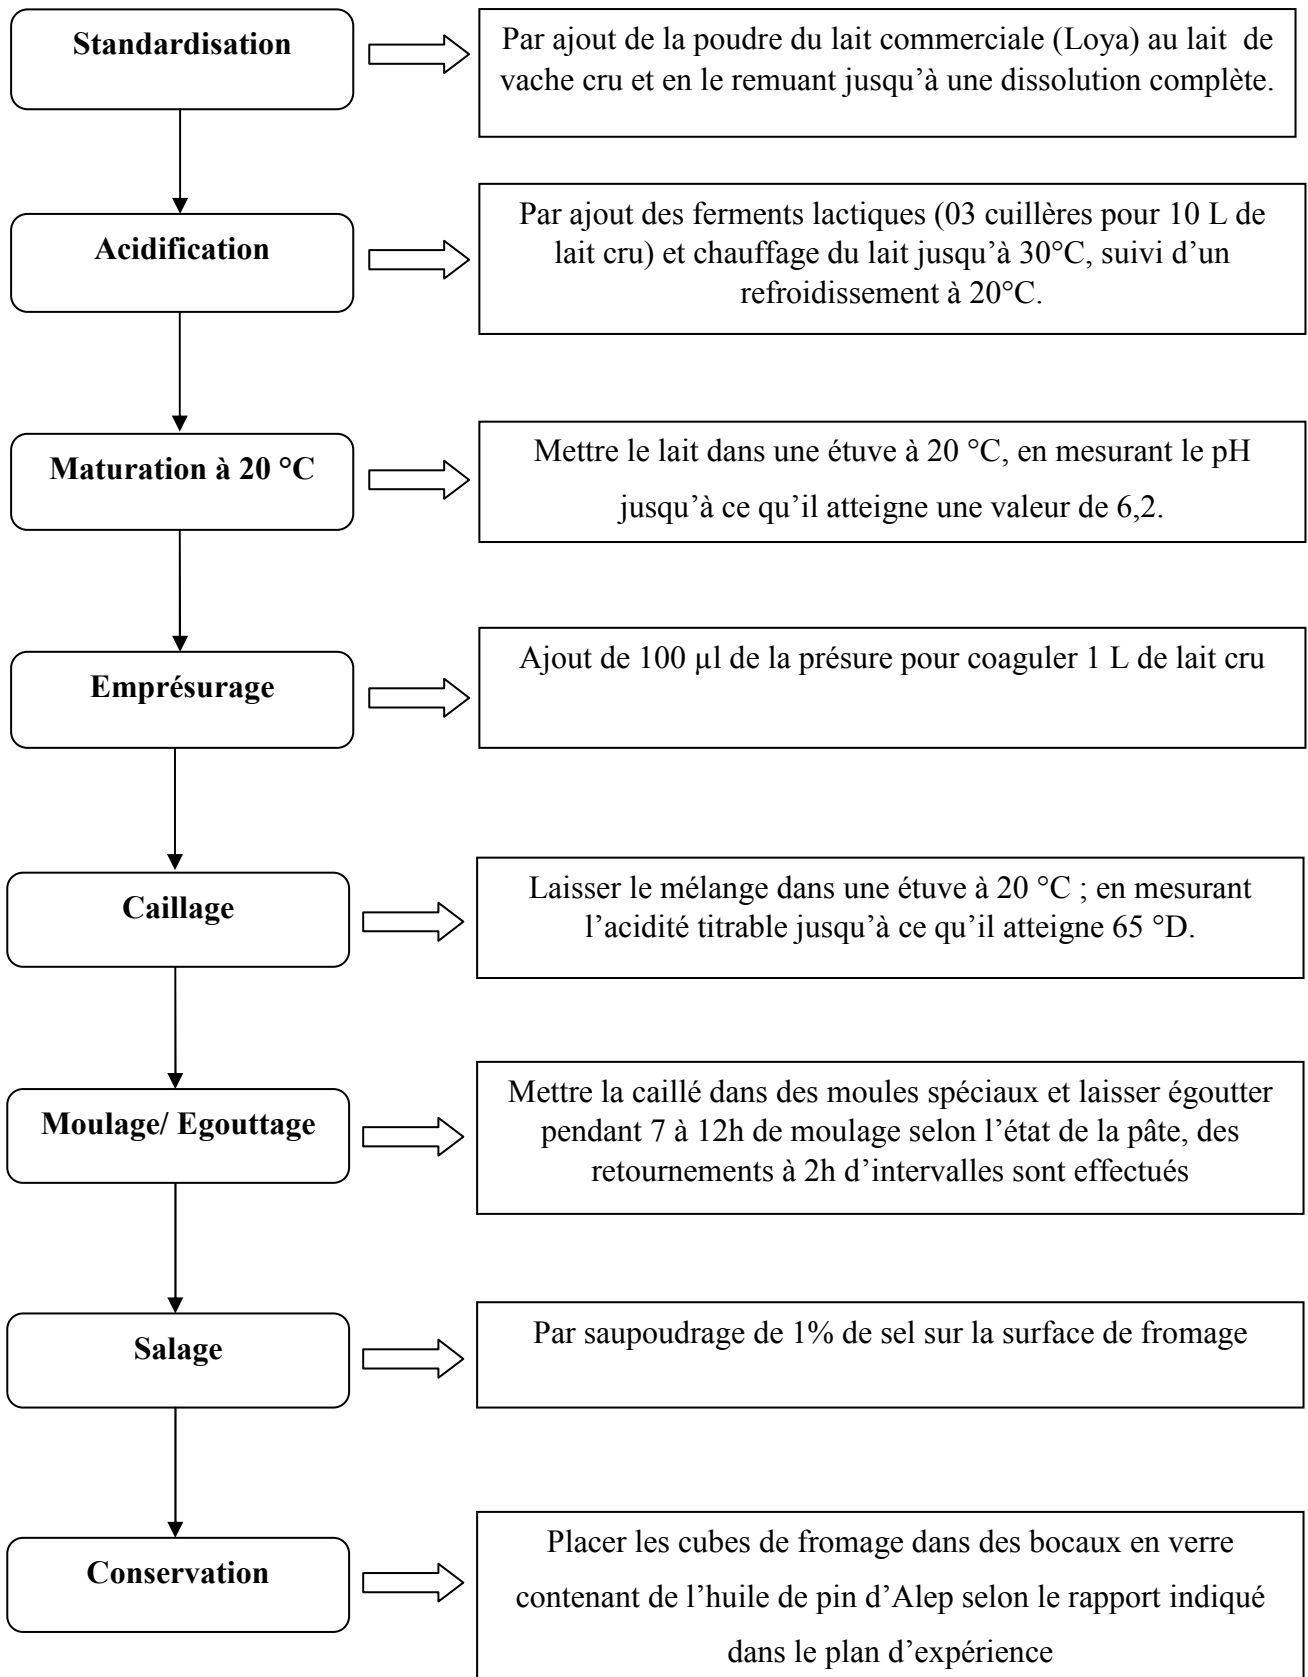 Standardisation
Par ajout de la poudre du lait commerciale (Loya) au lait de
vache cru et en le remuant jusqu’à une dissolution complète.
Acidification
Par ajout des ferments lactiques (03 cuillères pour 10 L de
lait cru) et chauffage du lait jusqu’à 30°C, suivi d’un
refroidissement à 20°C.
Maturation à 20 °C
Mettre le lait dans une étuve à 20 °C, en mesurant le pH
jusqu’à ce qu’il atteigne une valeur de 6,2.
Emprésurage
Ajout de 100 µl de la présure pour coaguler 1 L de lait cru
Caillage
Laisser le mélange dans une étuve à 20 °C ; en mesurant
l’acidité titrable jusqu’à ce qu’il atteigne 65 °D.
Moulage/ Egouttage
Mettre la caillé dans des moules spéciaux et laisser égoutter
pendant 7 à 12h de moulage selon l’état de la pâte, des
retournements à 2h d’intervalles sont effectués
Salage
Par saupoudrage de 1% de sel sur la surface de fromage
Conservation
Placer les cubes de fromage dans des bocaux en verre
contenant de l’huile de pin d’Alep selon le rapport indiqué
dans le plan d’expérience